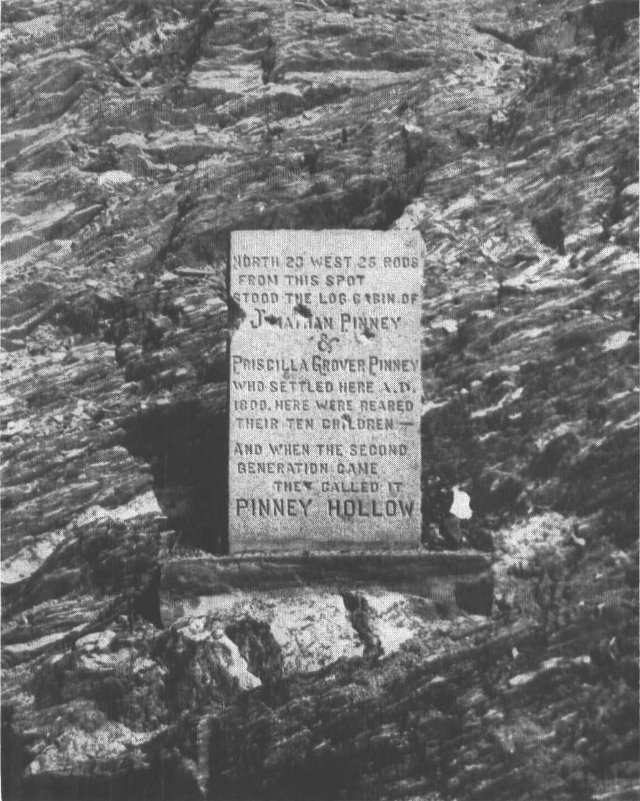 NORTH 23 WEST 25 RODS
FROM THIS SPOT
STOOD THE LOG CABIN OF
JONATHAN PINNEY
&
PRISCILLA GROVER PINNEY
WHO SETTLED HERE A.D.
1800. HERE WERE REARED
THEIR TEN CHILDREN —
AND WHEN THE SECOND
GENERATION CAME
THEY CALLED IT
PINNEY HOLLOW